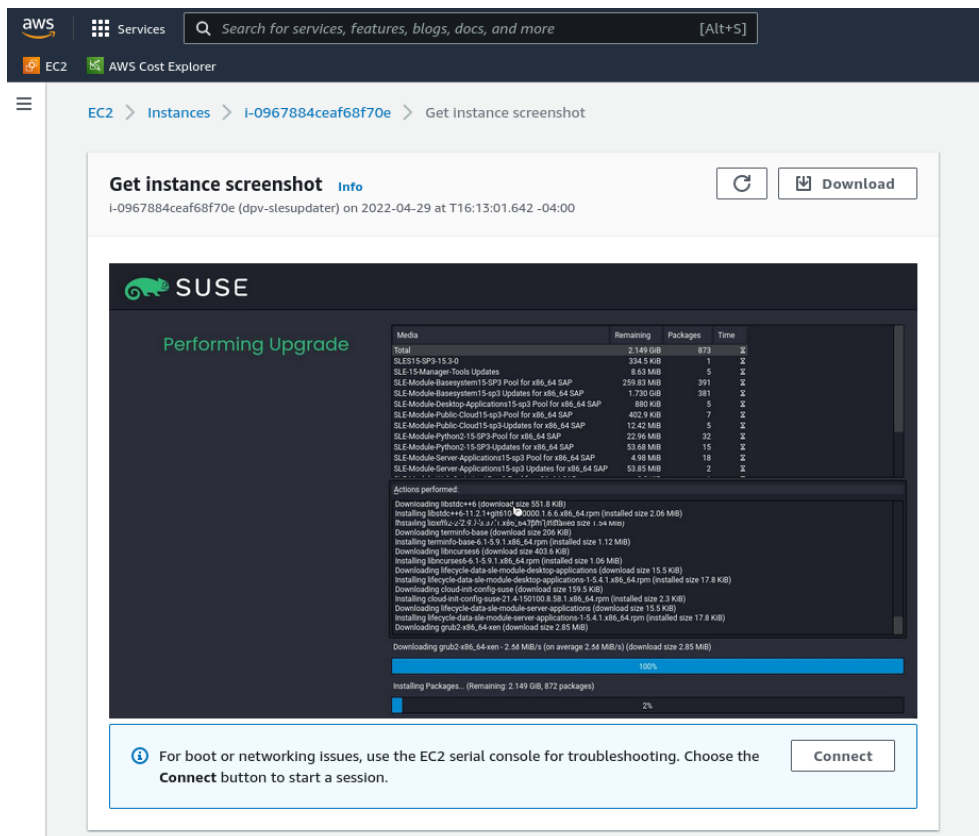 aws
Services
Search for services, features, blogs, docs, and more
[Alt+S]
EC2
AWS Cost Explorer
EC2 > Instances > i-0967884ceaf68f70e > Get instance screenshot
Get instance screenshot Info
Download
i-0967884ceaf68f70e (dpv-slesupdater) on 2022-04-29 at T16:13:01.642 -04:00
SUSE
Performing Upgrade
Media Remaining Packages Time
Total 2.149 GiB 873
SLES15-SP3-15.3-0 334.5 KiB 1
SLE-15-Manager-Tools Updates 8.63 MiB 5
SLE-Module-Basesystem15-SP3 Pool for x86_64 SAP 259.83 MiB 391
SLE-Module-Basesystem15-sp3 Updates for x86_64 SAP 1.730 GiB 381
SLE-Module-Desktop-Applications15-sp3 Pool for x86_64 SAP 880 KiB 5
SLE-Module-Public-Cloud15-sp3-Pool for x86_64 SAP 402.9 KiB 7
SLE-Module-Public-Cloud15-sp3-Updates for x86_64 SAP 12.42 MiB 5
SLE-Module-Python2-15-SP3-Pool for x86_64 SAP 22.96 MiB 32
SLE-Module-Python2-15-SP3-Updates for x86_64 SAP 53.68 MiB 15
SLE-Module-Server-Applications15-sp3 Pool for x86_64 SAP 4.98 MiB 18
SLE-Module-Server-Applications15-sp3 Updates for x86_64 SAP 53.85 MiB 2
Actions performed:
Downloading libstdc++6 (download size 551.8 KiB)
Installing (installed size 2.06 MiB)
(installed size 1.54 MiB)
Downloading terminfo-base (download size 206 KiB)
Installing terminfo-base-6.1-5.9.1.x86_64.rpm (installed size 1.12 MiB)
Downloading libncurses6 (download size 403.6 KiB)
Installing libncurses6-6.1-5.9.1.x86_64.rpm (installed size 1.06 MiB)
Downloading lifecycle-data-sle-module-desktop-applications (download size 15.5 KiB)
Installing lifecycle-data-sle-module-desktop-applications-1-5.4.1.x86_64.rpm (installed size 17.8 KiB)
Downloading cloud-init-config-suse (download size 159.5 KiB)
Installing cloud-init-config-suse-21.4-150100.8.58.1.x86_64.rpm (installed size 2.3 KiB)
Downloading lifecycle-data-sle-module-server-applications (download size 15.5 KiB)
Installing lifecycle-data-sle-module-server-applications-1-5.4.1.x86_64.rpm (installed size 17.8 KiB)
Downloading grub2-x86_64-xen (download size 2.85 MiB)
Downloading grub2-x86_64-xen - 2.56 MiB/s (on average 2.56 MiB/s) (download size 2.85 MiB)
100%
Installing Packages... (Remaining: 2.149 GiB, 872 packages)
2%
For boot or networking issues, use the EC2 serial console for troubleshooting. Choose the
Connect button to start a session.
Connect